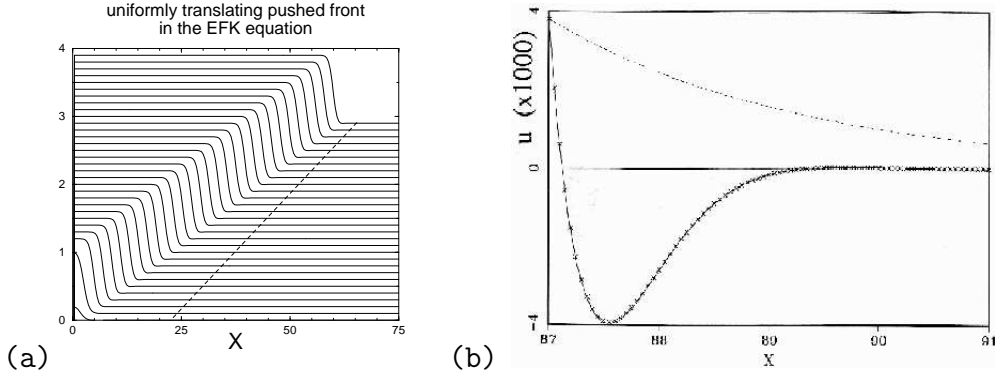 uniformly translating pushed front
in the EFK equation
4
3
2
1
0
0 25 50 75
X
(a)
4
u (x1000)
0
-4
87 88 89 90 91
X
(b)